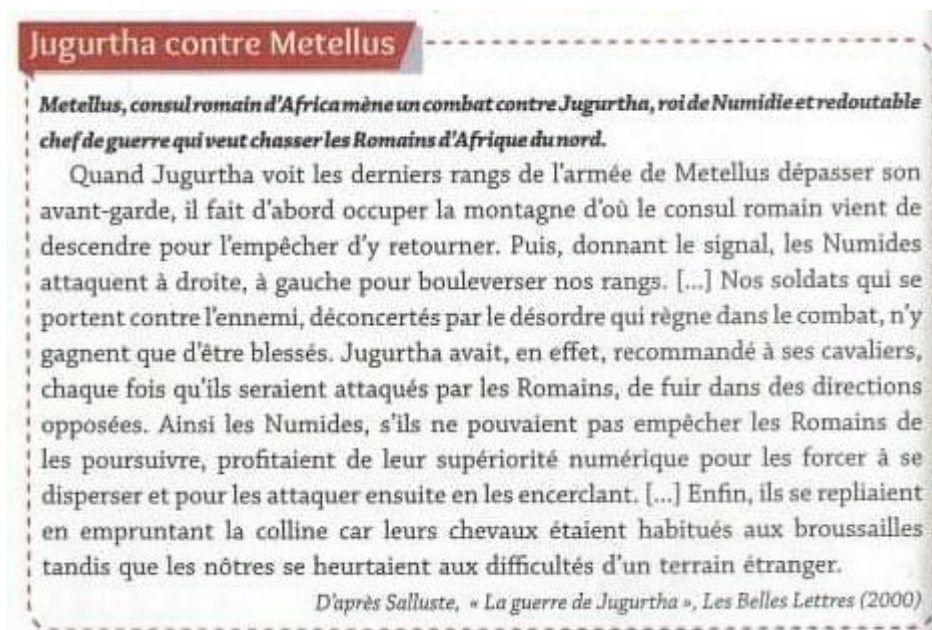 Jugurtha contre Metellus
Metellus, consul romain d'Africa mène un combat contre Jugurtha, roi de Numidie et redoutable
chef de guerre qui veut chasser les Romains d'Afrique du nord.
Quand Jugurtha voit les derniers rangs de l'armée de Metellus dépasser son
avant-garde, il fait d'abord occuper la montagne d'où le consul romain vient de
descendre pour l'empêcher d'y retourner. Puis, donnant le signal, les Numides
attaquent à droite, à gauche pour bouleverser nos rangs. [...] Nos soldats qui se
portent contre l'ennemi, déconcertés par le désordre qui règne dans le combat, n'y
gagnent que d'être blessés. Jugurtha avait, en effet, recommandé à ses cavaliers,
chaque fois qu'ils seraient attaqués par les Romains, de fuir dans des directions
opposées. Ainsi les Numides, s'ils ne pouvaient pas empêcher les Romains de
les poursuivre, profitaient de leur supériorité numérique pour les forcer à se
disperser et pour les attaquer ensuite en les encerclant. [...] Enfin, ils se repliaient
en empruntant la colline car leurs chevaux étaient habitués aux broussailles
tandis que les nôtres se heurtaient aux difficultés d'un terrain étranger.
D'après Salluste, « La guerre de Jugurtha », Les Belles Lettres (2000)